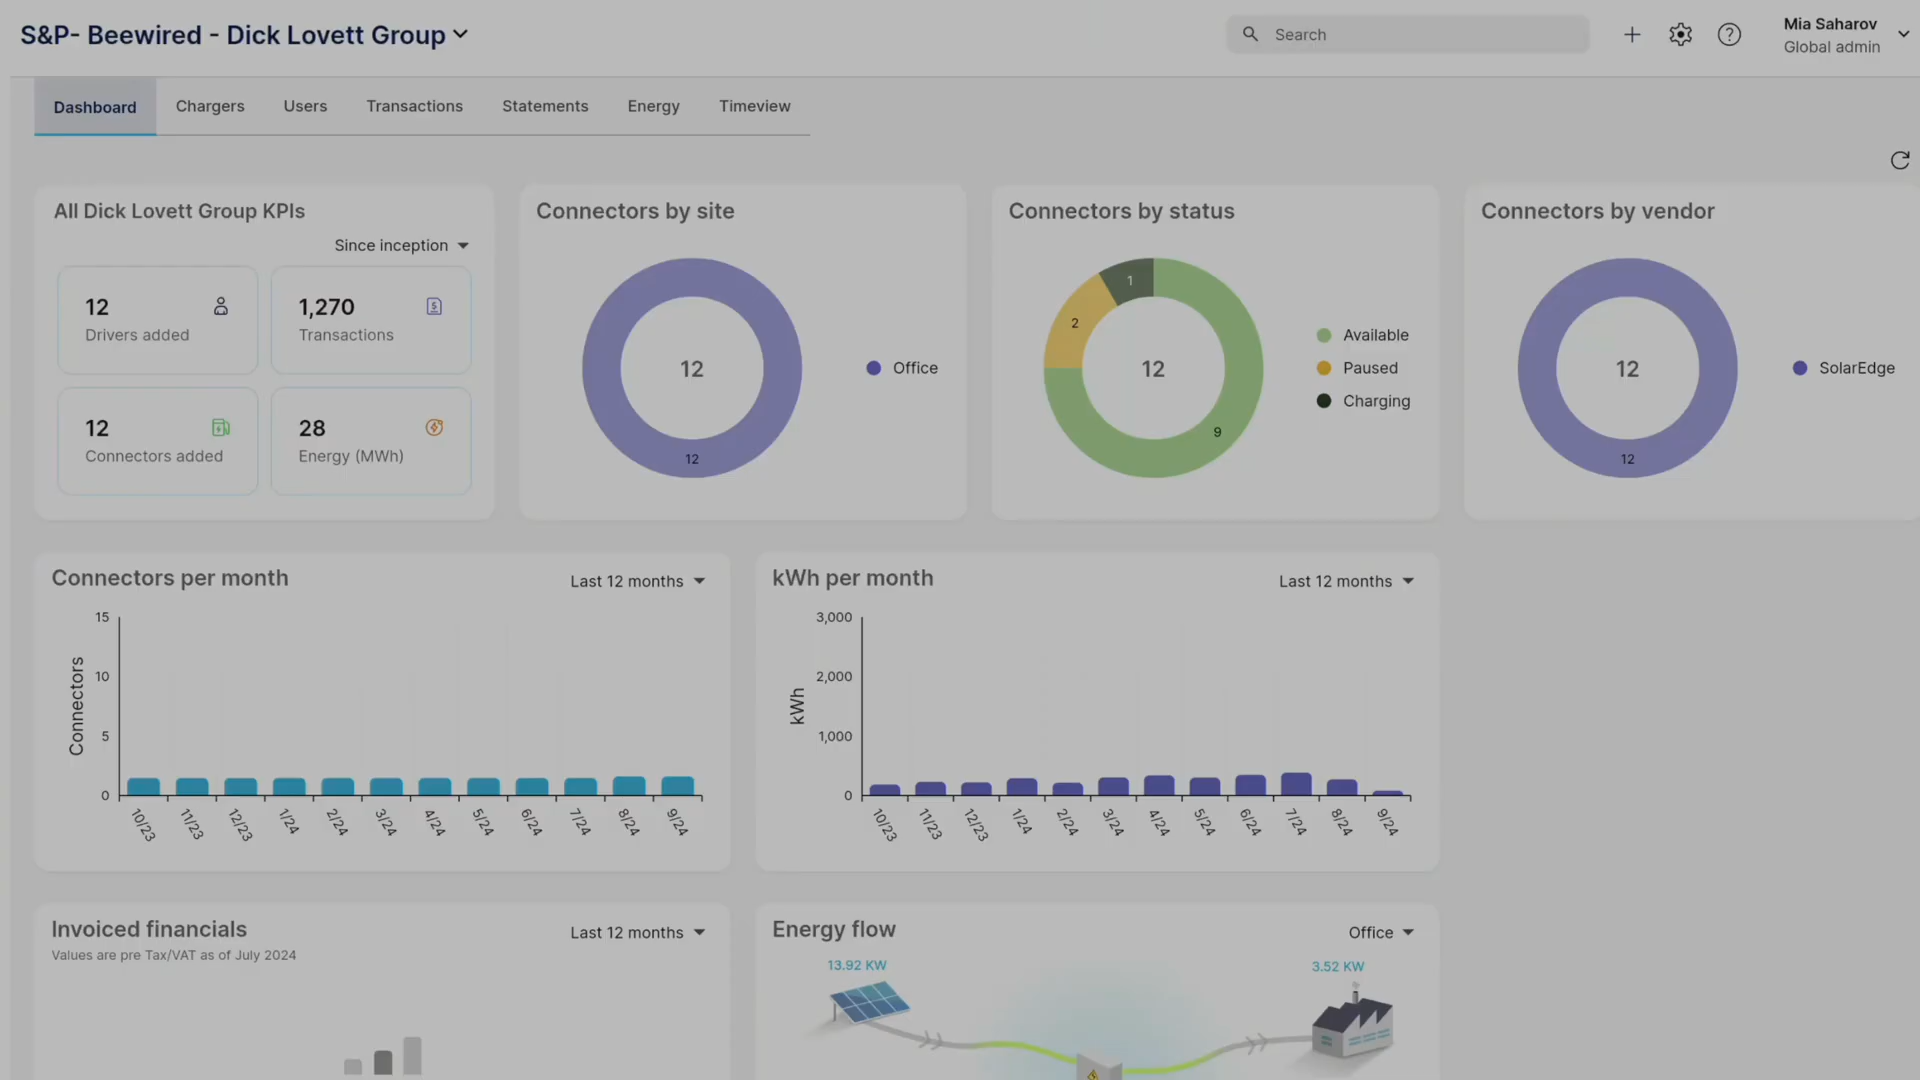 S&P- Beewired - Dick Lovett Group
Search
Mia Saharov
Global admin
Dashboard
Chargers
Users
Transactions
Statements
Energy
Timeview
All Dick Lovett Group KPIs
Since inception
12
Drivers added
1,270
Transactions
12
Connectors added
28
Energy (MWh)
Connectors by site
12
12
Office
Connectors by status
1
2
12
9
Available
Paused
Charging
Connectors by vendor
12
12
SolarEdge
Connectors per month
Last 12 months
Connectors
15
10
5
0
10/23
11/23
12/23
1/24
2/24
3/24
4/24
5/24
6/24
7/24
8/24
9/24
kWh per month
Last 12 months
kWh
3,000
2,000
1,000
0
10/23
11/23
12/23
1/24
2/24
3/24
4/24
5/24
6/24
7/24
8/24
9/24
Invoiced financials
Last 12 months
Values are pre Tax/VAT as of July 2024
Energy flow
Office
13.92 KW
3.52 KW